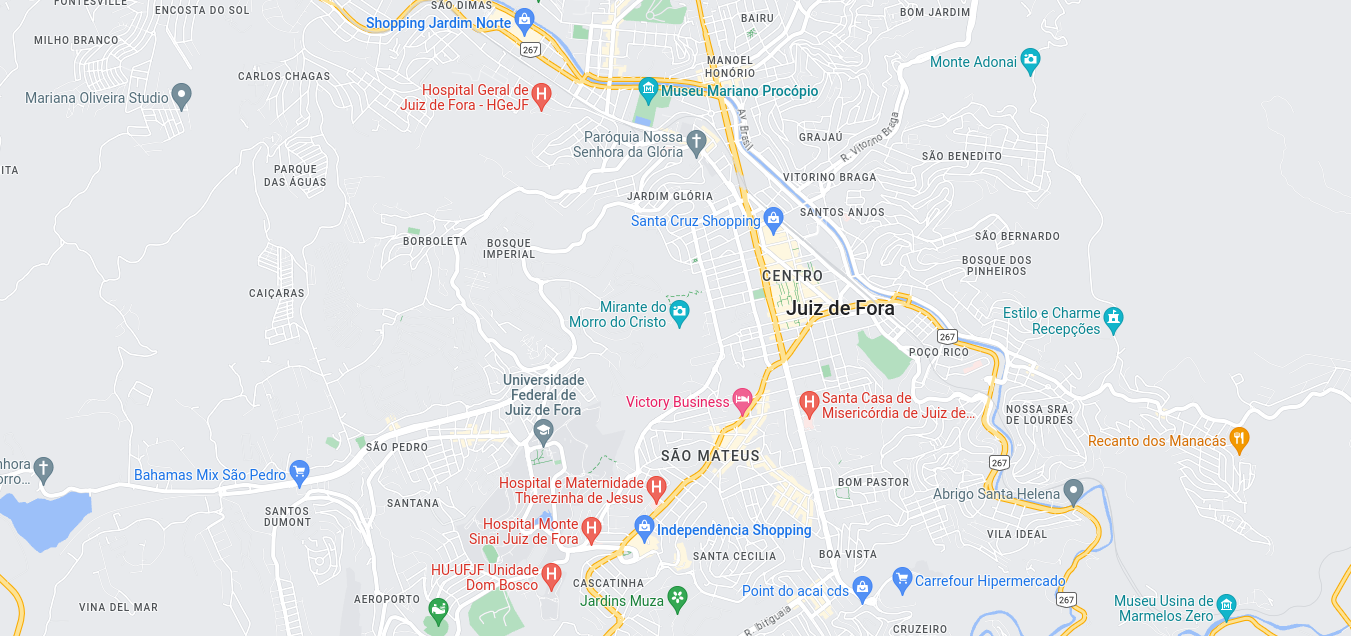 FONTESVILLE
SÃO DIMAS
ENCOSTA DO SOL
BOM JARDIM
BAIRU
Shopping Jardim Norte
MILHO BRANCO
267
MANOEL
HONÓRIO
Monte Adonai
CARLOS CHAGAS
Mariana Oliveira Studio
Hospital Geral de
Juiz de Fora - HGeJF
Museu Mariano Procópio
Av. Brasil
R. Vitorino Braga
Paróquia Nossa
Senhora da Glória
GRAJAÚ
SÃO BENEDITO
ITA
PARQUE
DAS ÁGUAS
VITORINO BRAGA
JARDIM GLÓRIA
SANTOS ANJOS
Santa Cruz Shopping
BORBOLETA
BOSQUE
IMPERIAL
SÃO BERNARDO
BOSQUE DOS
PINHEIROS
CENTRO
CAIÇARAS
Juiz de Fora
Mirante do
Morro do Cristo
Estilo e Charme
Recepções
267
POÇO RICO
Universidade
Federal de
Juiz de Fora
Victory Business
Santa Casa de
Misericórdia de Juiz de...
NOSSA SRA.
DE LOURDES
Recanto dos Manacás
SÃO PEDRO
SÃO MATEUS
267
nhora
orro...
Bahamas Mix São Pedro
Hospital e Maternidade
Therezinha de Jesus
BOM PASTOR
Abrigo Santa Helena
SANTANA
SANTOS
DUMONT
Hospital Monte
Sinai Juiz de Fora
Independência Shopping
VILA IDEAL
SANTA CECILIA
BOA VISTA
HU-UFJF Unidade
Dom Bosco
CASCATINHA
Point do acai cds
Carrefour Hipermercado
AEROPORTO
Jardins Muza
267
VINA DEL MAR
Museu Usina de
Marmelos Zero
R. Ibitiguaia
CRUZEIRO